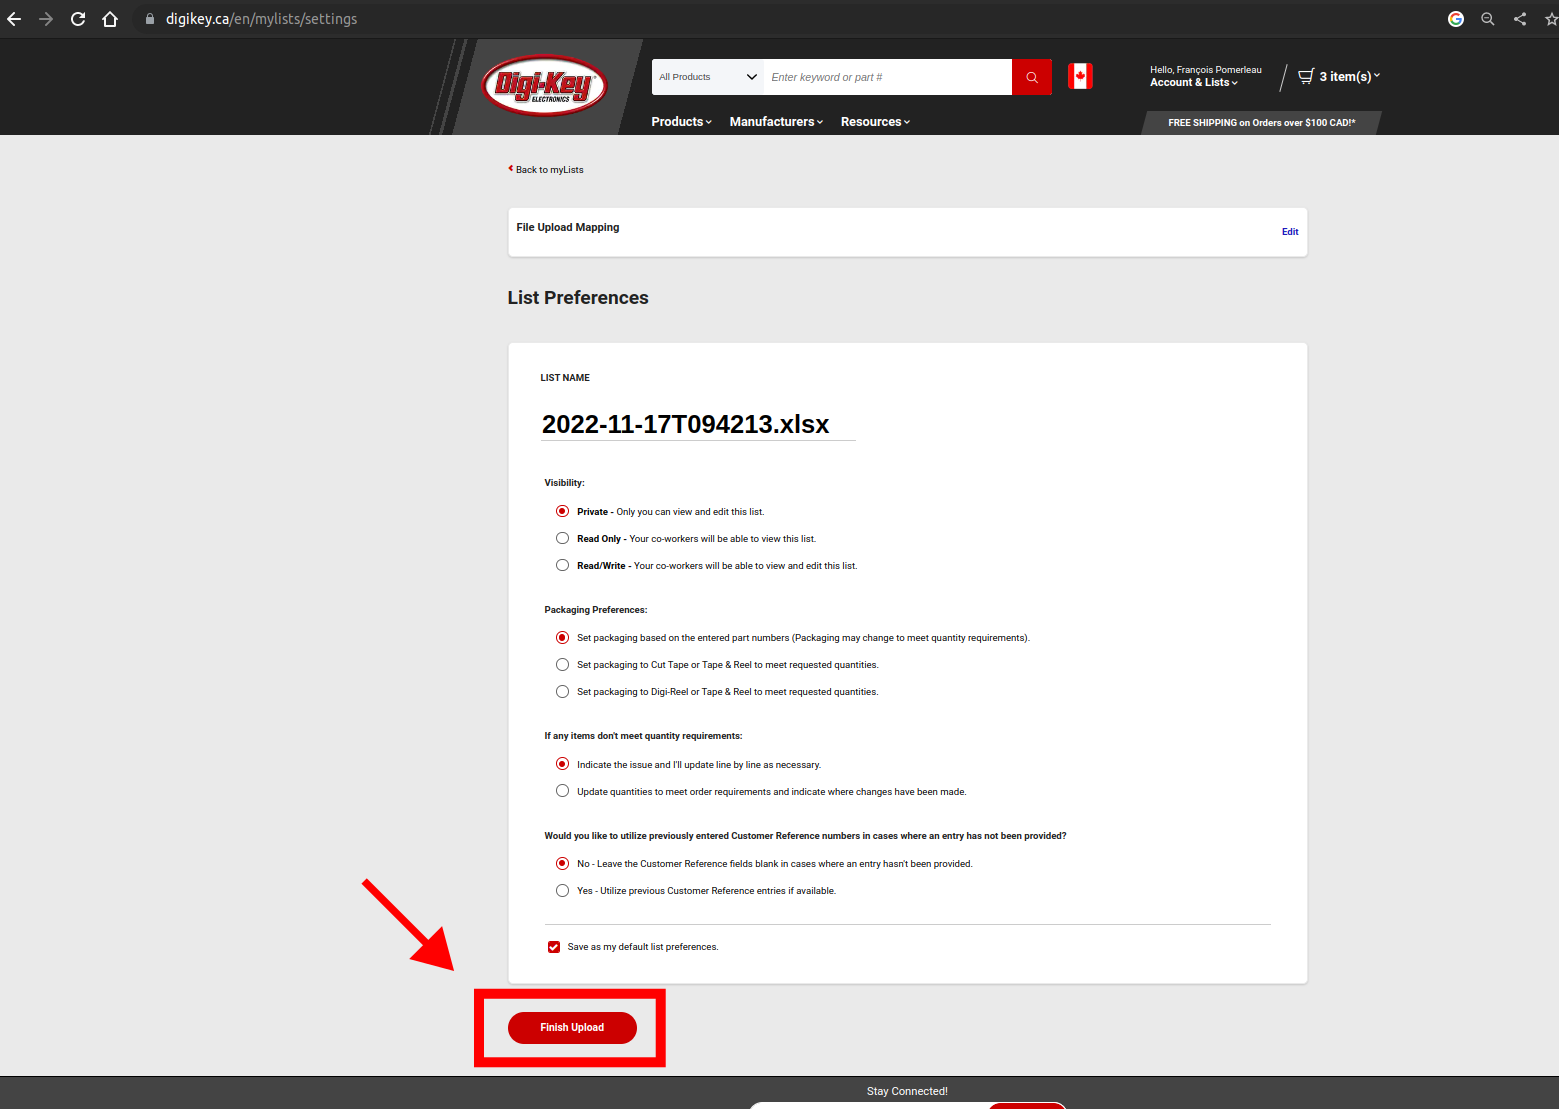 digikey.ca/en/mylists/settings
Digi-Key
ELECTRONICS
All Products
Enter keyword or part #
Hello, François Pomerleau
Account & Lists
3 item(s)
Products
Manufacturers
Resources
FREE SHIPPING on Orders over $100 CAD!*
Back to myLists
File Upload Mapping
Edit
List Preferences
LIST NAME
2022-11-17T094213.xlsx
Visibility:
Private - Only you can view and edit this list.
Read Only - Your co-workers will be able to view this list.
Read/Write - Your co-workers will be able to view and edit this list.
Packaging Preferences:
Set packaging based on the entered part numbers (Packaging may change to meet quantity requirements).
Set packaging to Cut Tape or Tape & Reel to meet requested quantities.
Set packaging to Digi-Reel or Tape & Reel to meet requested quantities.
If any items don't meet quantity requirements:
Indicate the issue and I'll update line by line as necessary.
Update quantities to meet order requirements and indicate where changes have been made.
Would you like to utilize previously entered Customer Reference numbers in cases where an entry has not been provided?
No - Leave the Customer Reference fields blank in cases where an entry hasn't been provided.
Yes - Utilize previous Customer Reference entries if available.
Save as my default list preferences.
Finish Upload
Stay Connected!